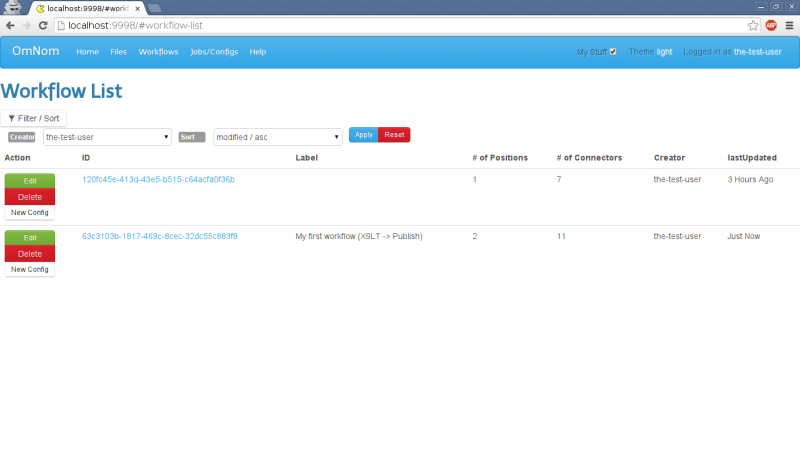 localhost:9998/#workf
localhost:9998/#workflow-list
ABP
OmNom Home Files Workflows Jobs/Configs Help My Stuff Theme light Logged in as the-test-user
Workflow List
Filter / Sort
Creator the-test-user Sort modified / asc Apply Reset
Action ID Label # of Positions # of Connectors Creator lastUpdated
Edit 120fc45e-413d-43e5-b515-c64acfa0f36b 1 7 the-test-user 3 Hours Ago
Delete
New Config
Edit 63c3103b-1817-469c-8cec-32dc55c883f8 My first workflow (XSLT -> Publish) 2 11 the-test-user Just Now
Delete
New Config